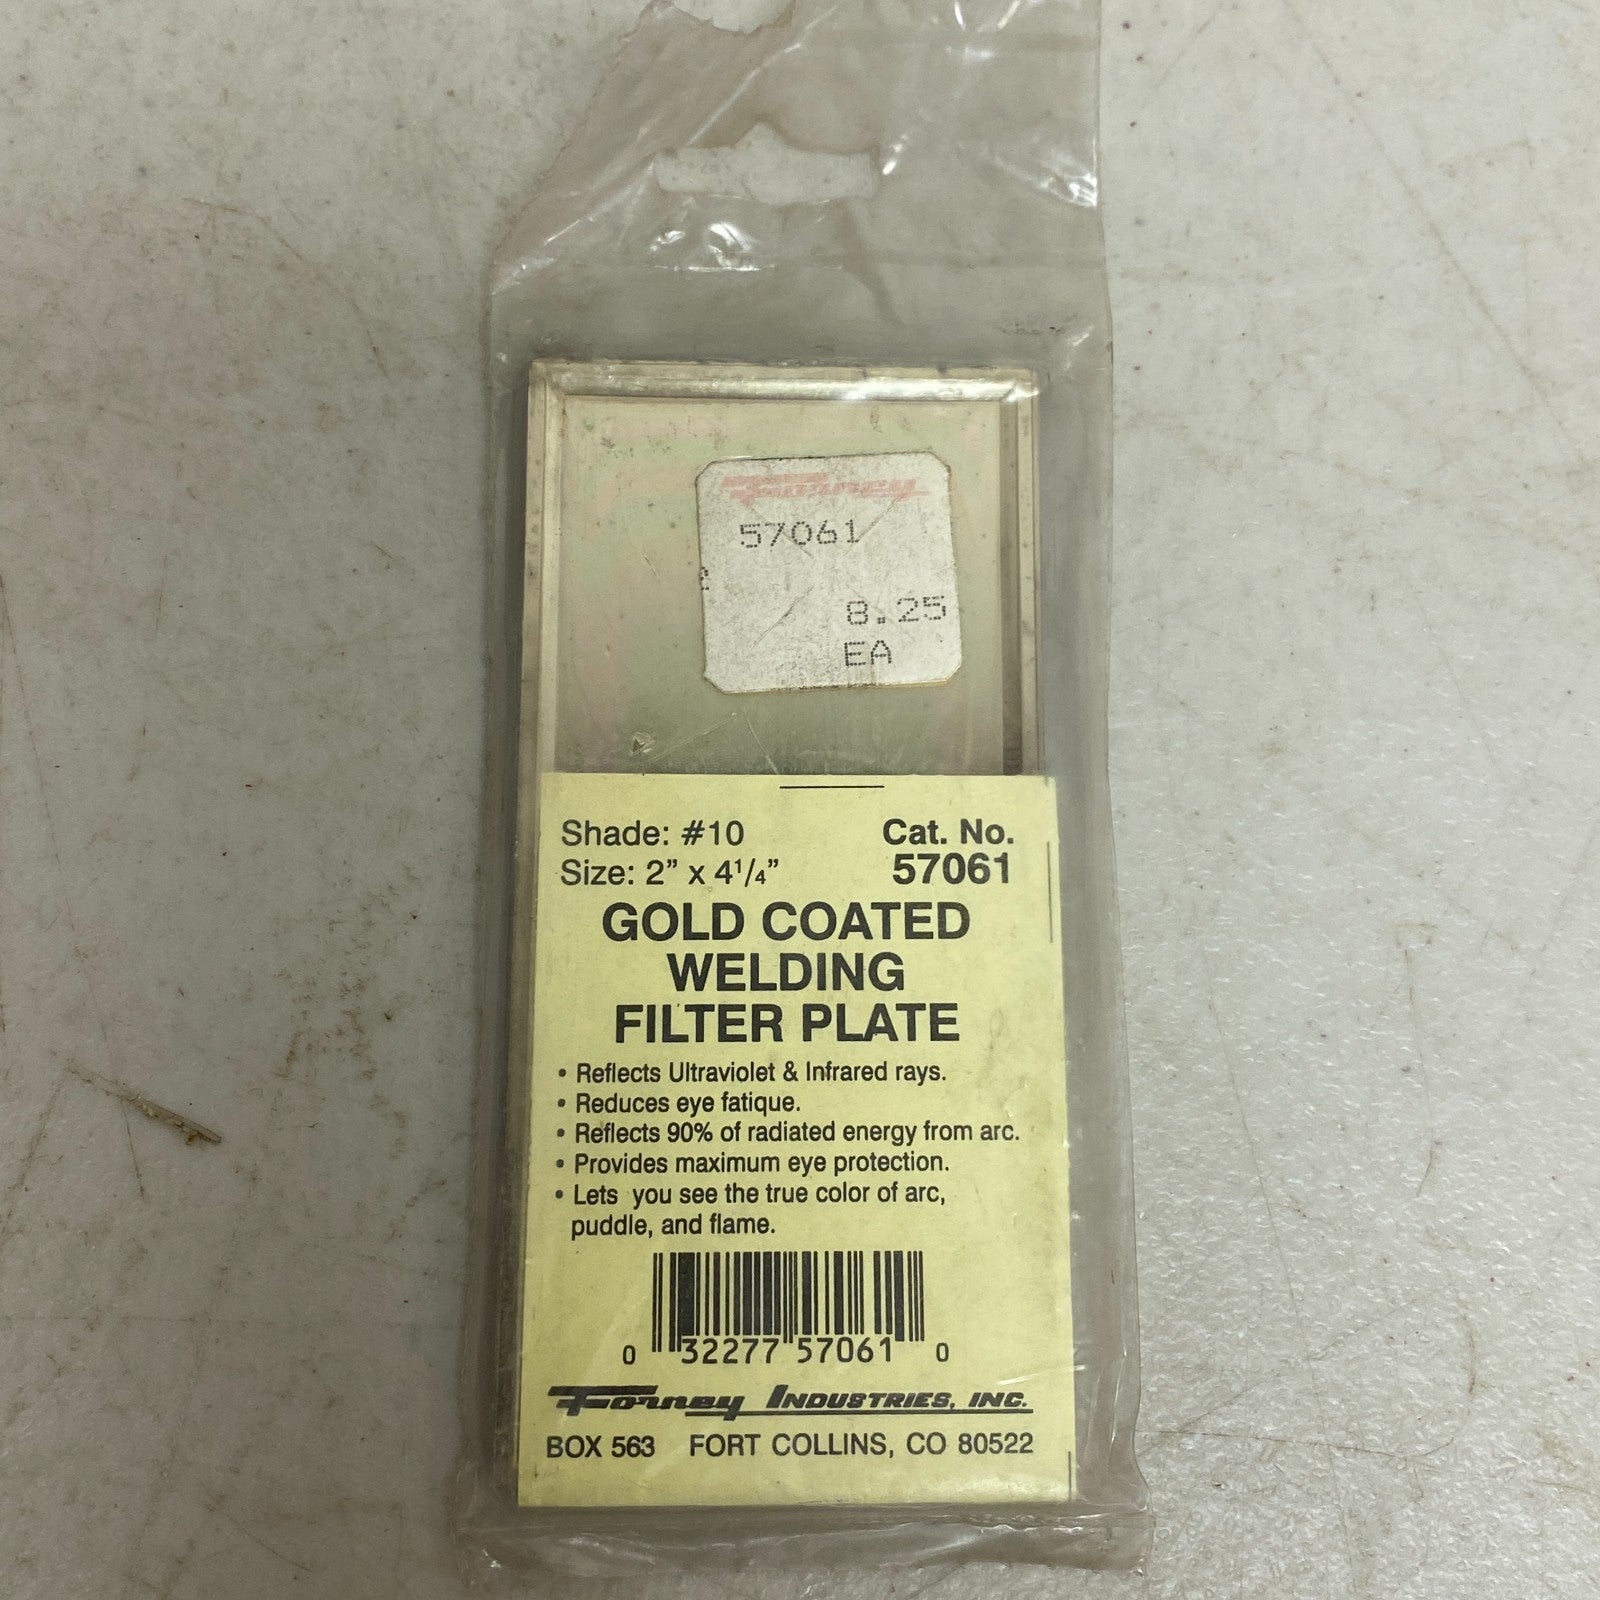 Forney
57061
8.25
EA
Shade: #10
Size: 2" x 4¹/₄"
Cat. No.
57061
GOLD COATED
WELDING
FILTER PLATE
• Reflects Ultraviolet & Infrared rays.
• Reduces eye fatique.
• Reflects 90% of radiated energy from arc.
• Provides maximum eye protection.
• Lets you see the true color of arc,
puddle, and flame.
0 32277 57061 0
Forney INDUSTRIES, INC.
BOX 563 FORT COLLINS, CO 80522